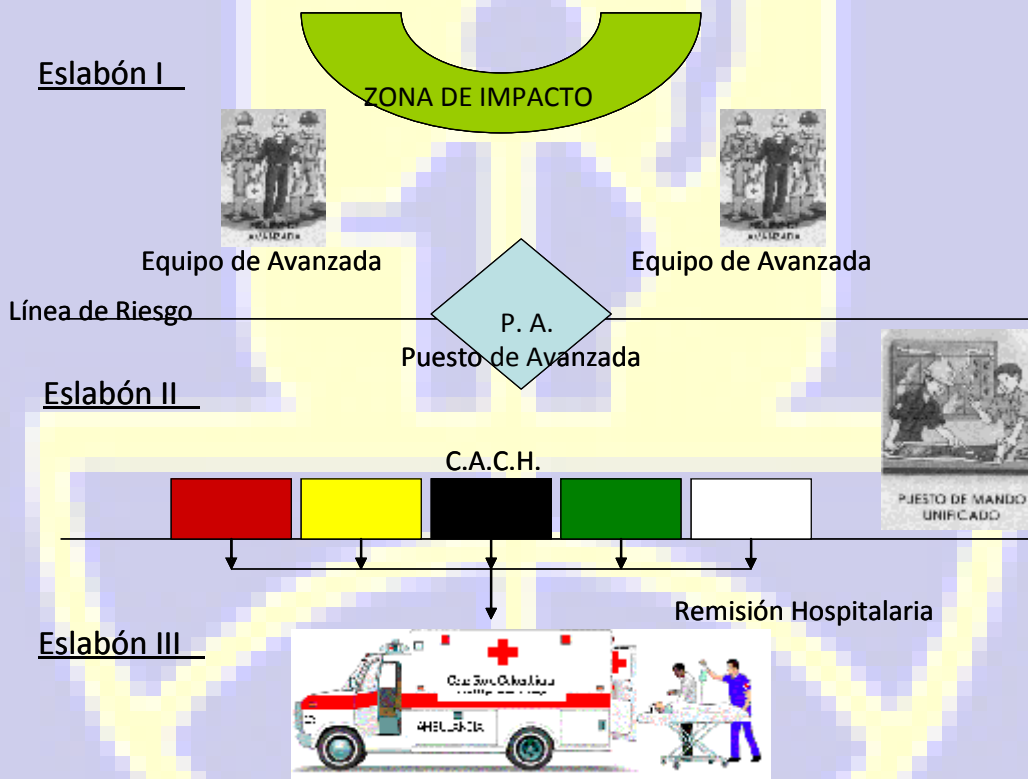 Eslabón I
ZONA DE IMPACTO
AVANZADA
AVANZADA
Equipo de Avanzada
Equipo de Avanzada
Línea de Riesgo
P. A.
Puesto de Avanzada
Eslabón II
C.A.C.H.
PUESTO DE MANDO
UNIFICADO
Remisión Hospitalaria
Eslabón III
AMBULANCIA